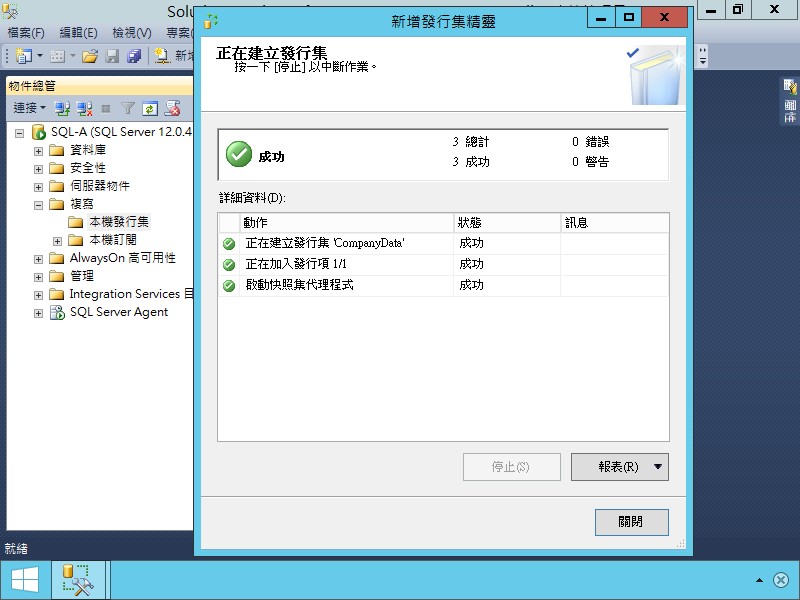 Solu
新增發行集精靈
檔案(F) 編輯(E) 檢視(V) 專案(
新增
物件總管
連接
SQL-A (SQL Server 12.0.4
資料庫
安全性
伺服器物件
複寫
本機發行集
本機訂閱
AlwaysOn 高可用性
管理
Integration Services 目
SQL Server Agent
正在建立發行集
按一下 [停止] 以中斷作業。
成功
3 總計 0 錯誤
3 成功 0 警告
詳細資料(D):
動作 狀態 訊息
正在建立發行集 'CompanyData' 成功
正在加入發行項 1/1 成功
啟動快照集代理程式 成功
停止(S) 報表(R)
關閉
屬性
就緒